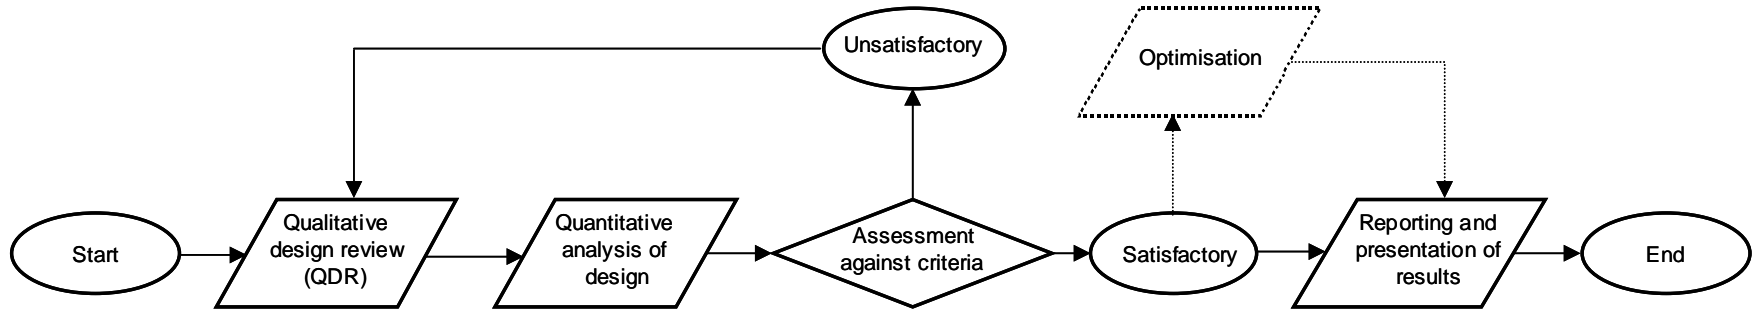 Unsatisfactory
Optimisation
Start
Qualitative
design review
(QDR)
Quantitative
analysis of
design
Assessment
against criteria
Satisfactory
Reporting and
presentation of
results
End